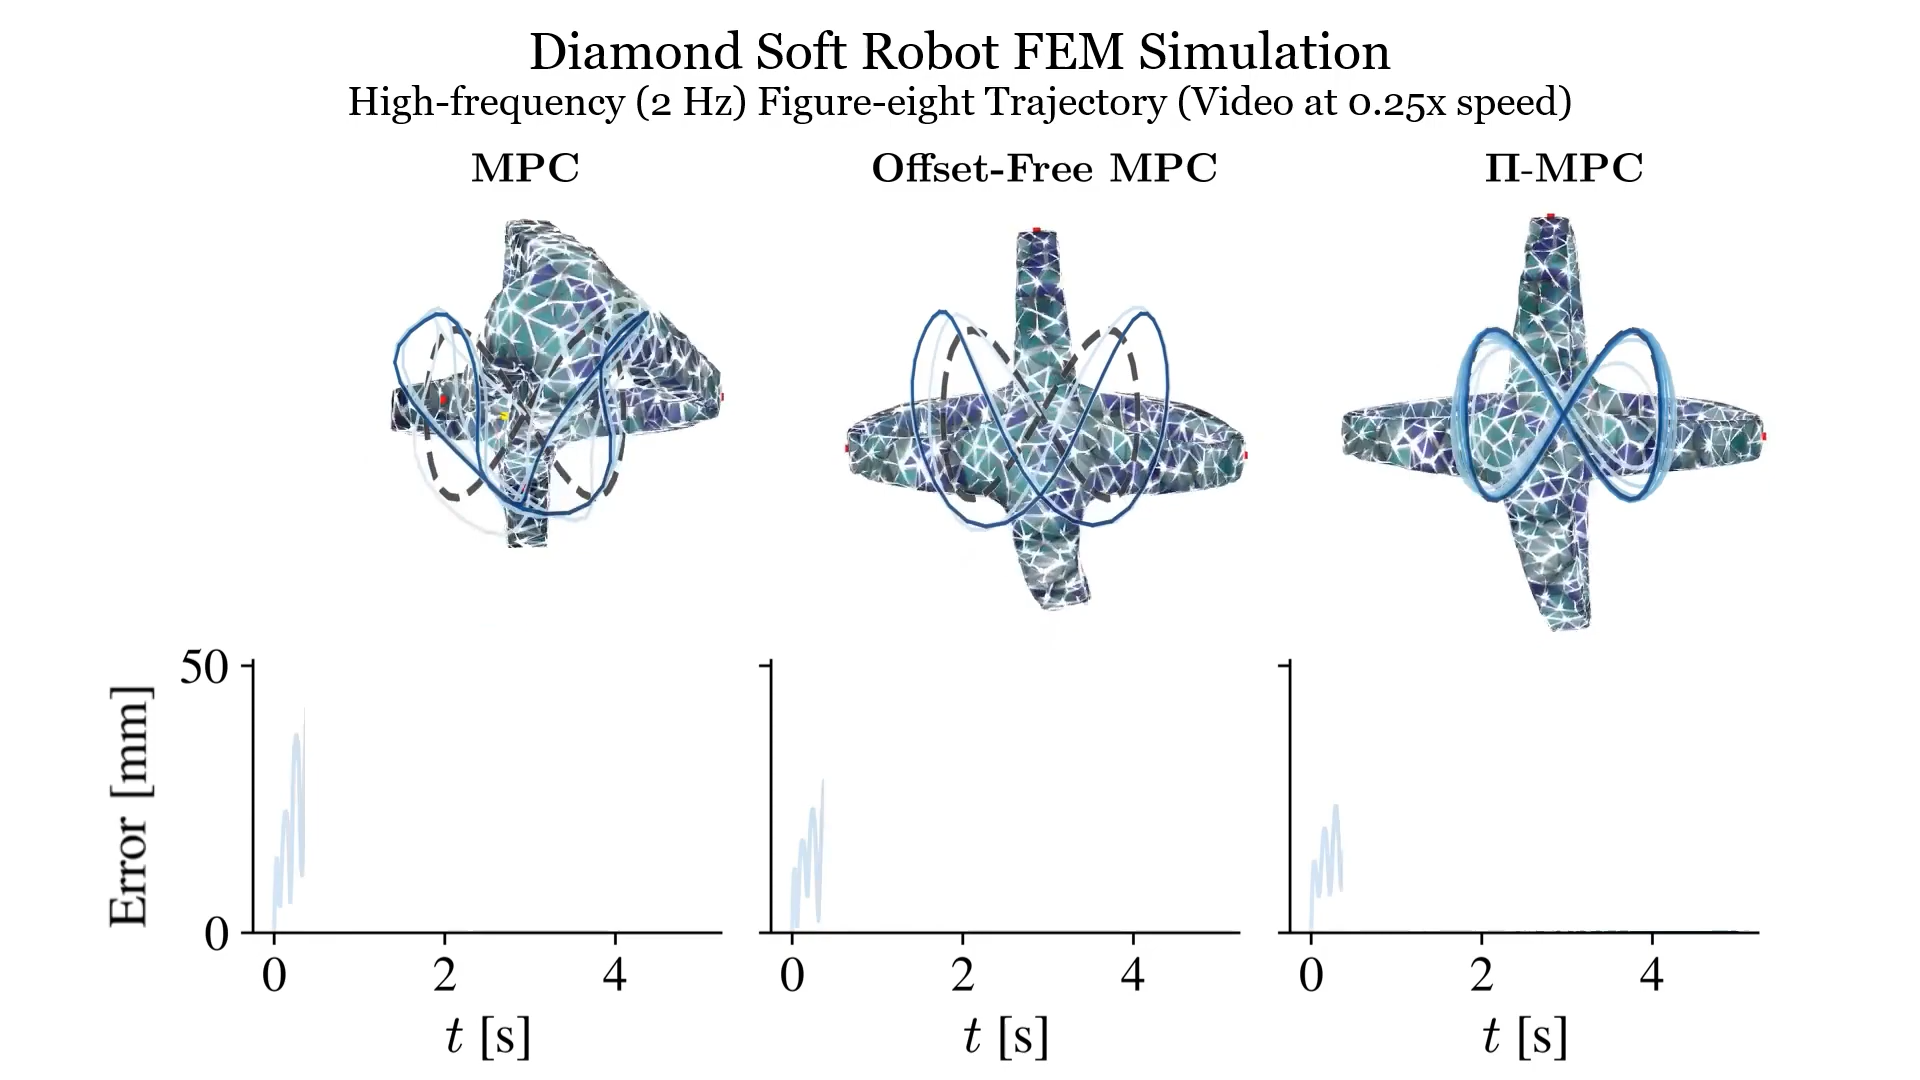 Diamond Soft Robot FEM Simulation
High-frequency (2 Hz) Figure-eight Trajectory (Video at 0.25x speed)
MPC
Offset-Free MPC
Π-MPC
Error [mm]
50
0
0 2 4
t [s]
0 2 4
t [s]
0 2 4
t [s]